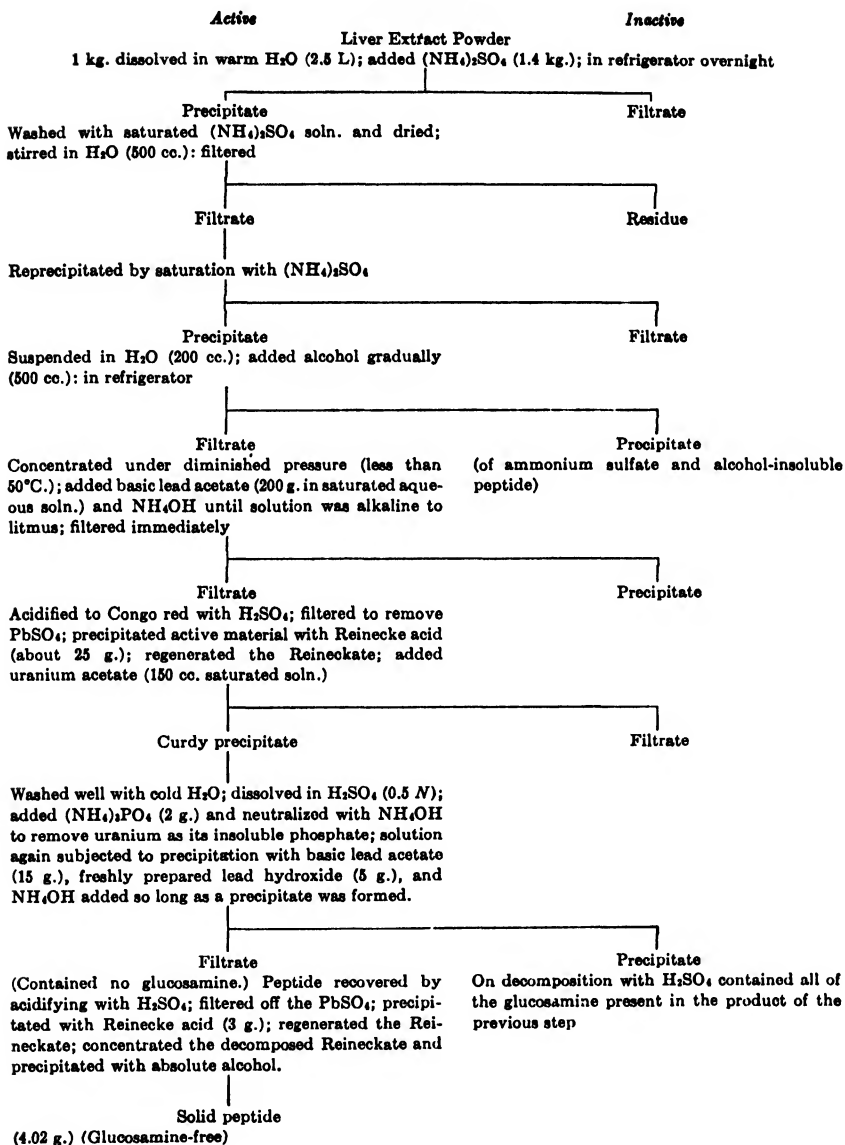 Active Inactive
Liver Extract Powder
1 kg. dissolved in warm H₂O (2.5 L); added (NH₄)₂SO₄ (1.4 kg.); in refrigerator overnight
Precipitate Filtrate
Washed with saturated (NH₄)₂SO₄ soln. and dried;
stirred in H₂O (500 cc.): filtered
Filtrate Residue
Reprecipitated by saturation with (NH₄)₂SO₄
Precipitate Filtrate
Suspended in H₂O (200 cc.); added alcohol gradually
(500 cc.): in refrigerator
Filtrate Precipitate
Concentrated under diminished pressure (less than (of ammonium sulfate and alcohol-insoluble
50°C.); added basic lead acetate (200 g. in saturated aque- peptide)
ous soln.) and NH₄OH until solution was alkaline to
litmus; filtered immediately
Filtrate Precipitate
Acidified to Congo red with H₂SO₄; filtered to remove
PbSO₄; precipitated active material with Reinecke acid
(about 25 g.); regenerated the Reineckate; added
uranium acetate (150 cc. saturated soln.)
Curdy precipitate Filtrate
Washed well with cold H₂O; dissolved in H₂SO₄ (0.5 N);
added (NH₄)₃PO₄ (2 g.) and neutralized with NH₄OH
to remove uranium as its insoluble phosphate; solution
again subjected to precipitation with basic lead acetate
(15 g.), freshly prepared lead hydroxide (5 g.), and
NH₄OH added so long as a precipitate was formed.
Filtrate Precipitate
(Contained no glucosamine.) Peptide recovered by On decomposition with H₂SO₄ contained all of
acidifying with H₂SO₄; filtered off the PbSO₄; precipi- the glucosamine present in the product of the
tated with Reinecke acid (3 g.); regenerated the Rei- previous step
neckate; concentrated the decomposed Reineckate and
precipitated with absolute alcohol.
Solid peptide
(4.02 g.) (Glucosamine-free)